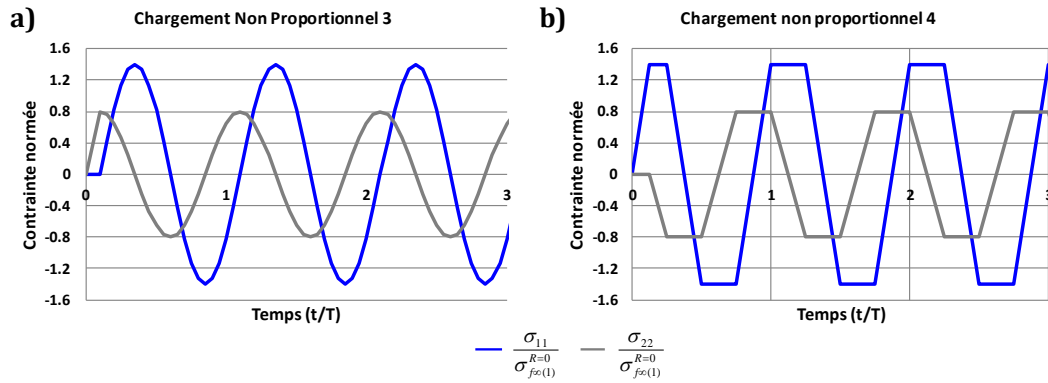 a)
Chargement Non Proportionnel 3
1.6
1.2
0.8
0.4
0
-0.4
-0.8
-1.2
-1.6
0
1
2
3
Contrainte normée
Temps (t/T)
b)
Chargement non proportionnel 4
1.6
1.2
0.8
0.4
0
-0.4
-0.8
-1.2
-1.6
0
1
2
3
Contrainte normée
Temps (t/T)
σ11 / σ f∞(1) R=0
σ22 / σ f∞(1) R=0